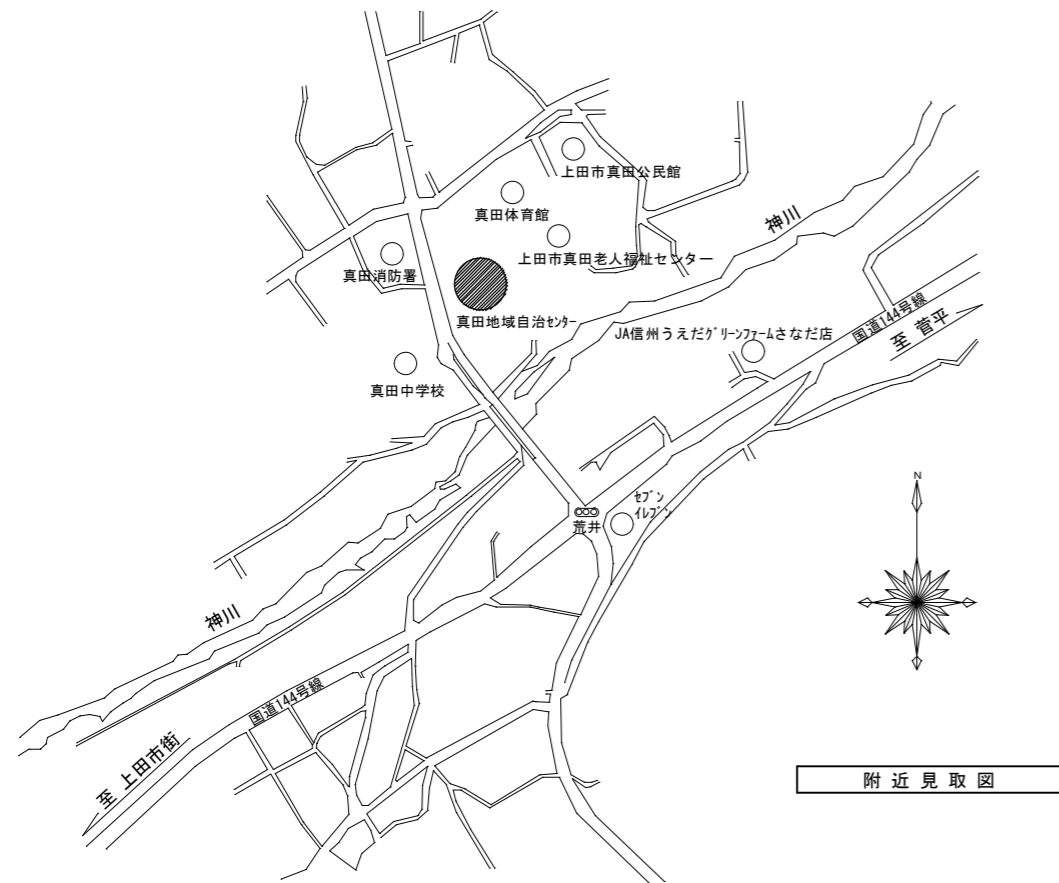 上田市真田公民館
真田体育館
神川
上田市真田老人福祉センター
真田消防署
真田地域自治ｾﾝﾀｰ
国道144号線
JA信州うえだｸﾞﾘｰﾝﾌｧｰﾑさなだ店
至 菅平
真田中学校
N
ｾﾌﾞﾝ
ｲﾚﾌﾞﾝ
荒井
神川
国道144号線
至 上田市街
附近見取図